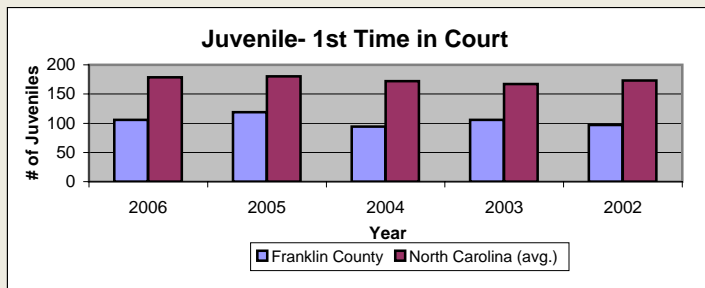 Juvenile- 1st Time in Court
# of Juveniles
200
150
100
50
0
2006 2005 2004 2003 2002
Year
Franklin County North Carolina (avg.)